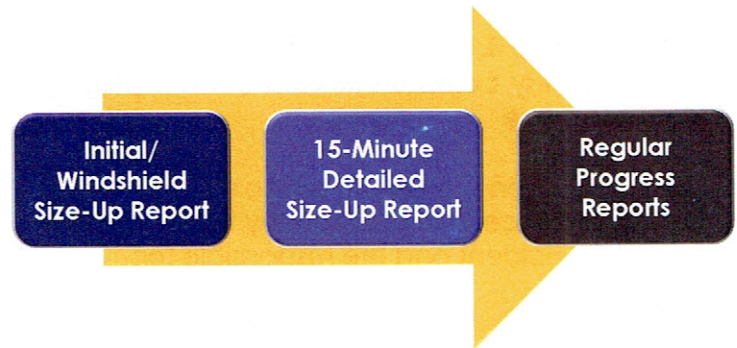 Initial/
Windshield
Size-Up Report
15-Minute
Detailed
Size-Up Report
Regular
Progress
Reports